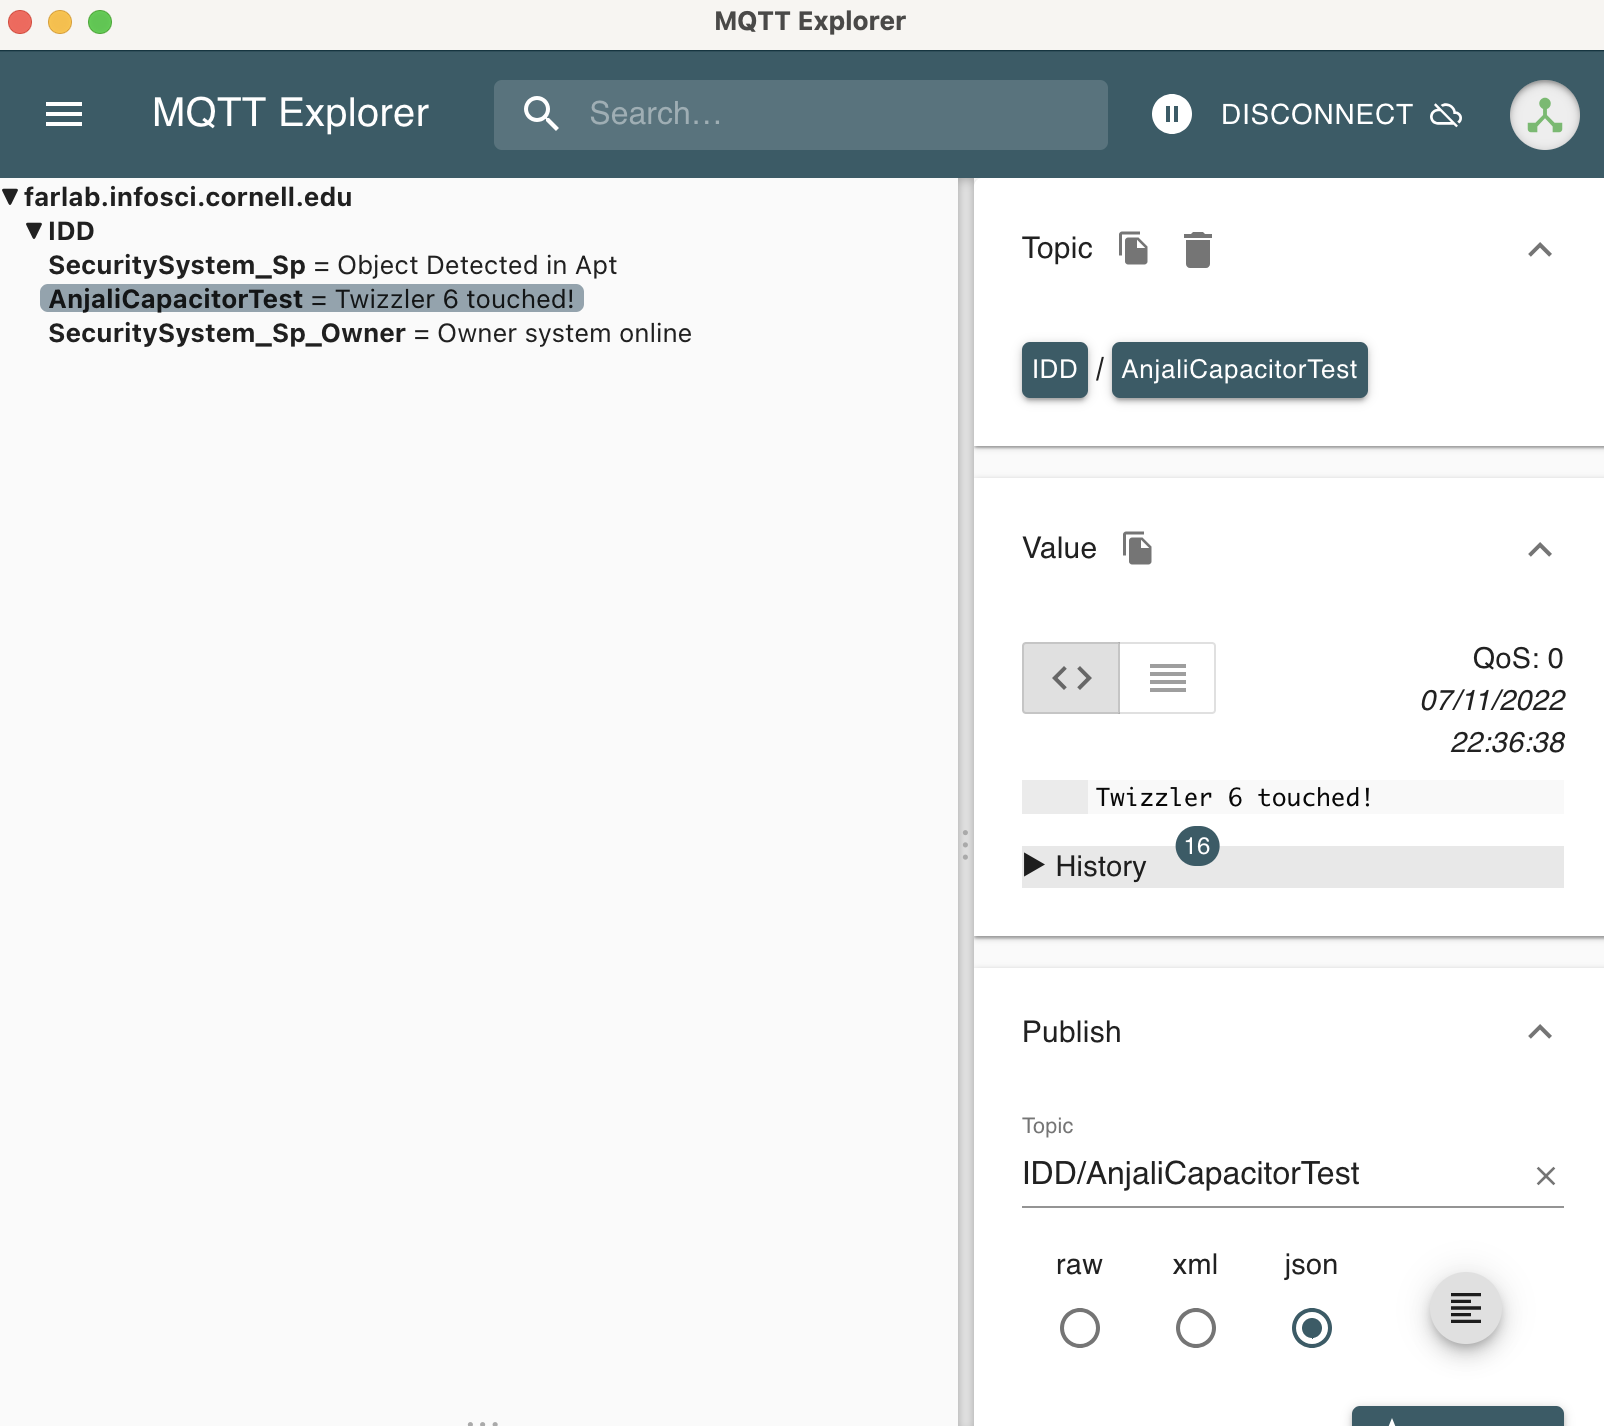 MQTT Explorer
MQTT Explorer
Search...
DISCONNECT
farlab.infosci.cornell.edu
IDD
SecuritySystem_Sp = Object Detected in Apt
AnjaliCapacitorTest = Twizzler 6 touched!
SecuritySystem_Sp_Owner = Owner system online
Topic
IDD / AnjaliCapacitorTest
Value
QoS: 0
07/11/2022
22:36:38
Twizzler 6 touched!
History 16
Publish
Topic
IDD/AnjaliCapacitorTest
raw xml json